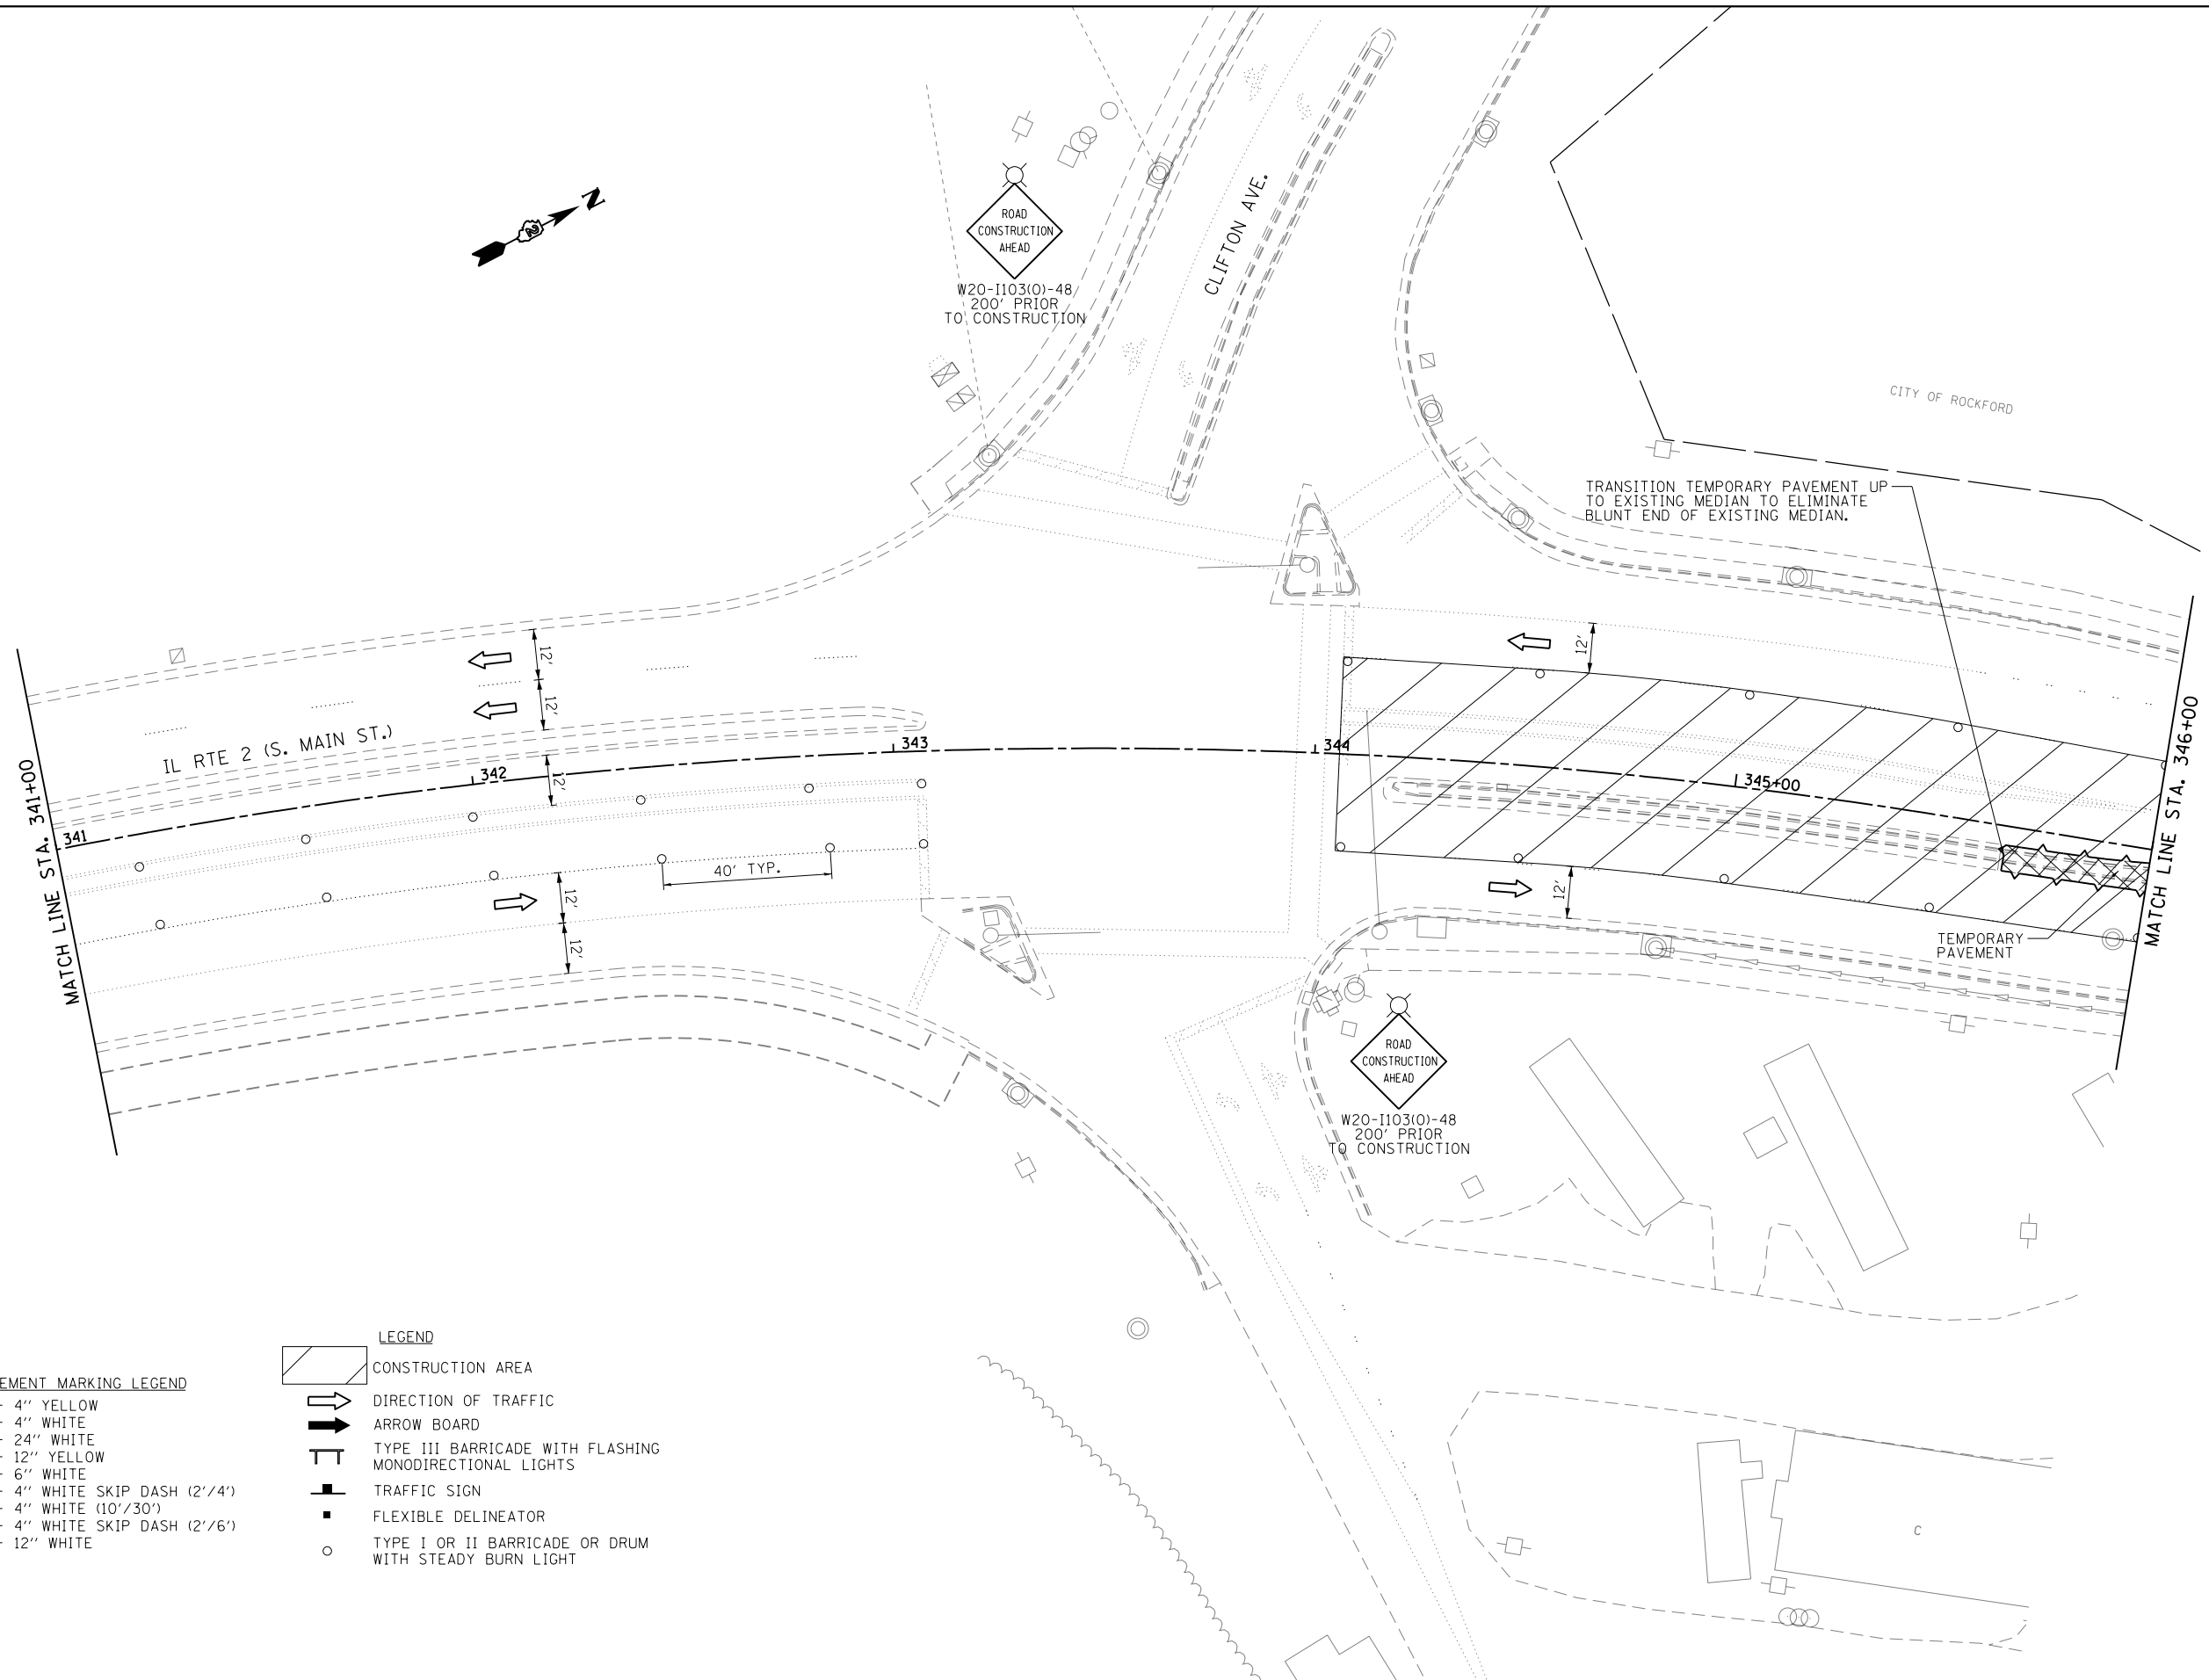 N
2
ROAD
CONSTRUCTION
AHEAD
W20-I103(O)-48
200' PRIOR
TO CONSTRUCTION
CLIFTON AVE.
CITY OF ROCKFORD
TRANSITION TEMPORARY PAVEMENT UP
TO EXISTING MEDIAN TO ELIMINATE
BLUNT END OF EXISTING MEDIAN.
12'
12'
12'
12'
12'
12'
12'
IL RTE 2 (S. MAIN ST.)
341
342
343
344
345+00
40' TYP.
MATCH LINE STA. 341+00
MATCH LINE STA. 346+00
TEMPORARY
PAVEMENT
ROAD
CONSTRUCTION
AHEAD
W20-I103(O)-48
200' PRIOR
TO CONSTRUCTION
C
EMENT MARKING LEGEND
- 4" YELLOW
- 4" WHITE
- 24" WHITE
- 12" YELLOW
- 6" WHITE
- 4" WHITE SKIP DASH (2'/4')
- 4" WHITE (10'/30')
- 4" WHITE SKIP DASH (2'/6')
- 12" WHITE
LEGEND
CONSTRUCTION AREA
DIRECTION OF TRAFFIC
ARROW BOARD
TYPE III BARRICADE WITH FLASHING
MONODIRECTIONAL LIGHTS
TRAFFIC SIGN
FLEXIBLE DELINEATOR
TYPE I OR II BARRICADE OR DRUM
WITH STEADY BURN LIGHT